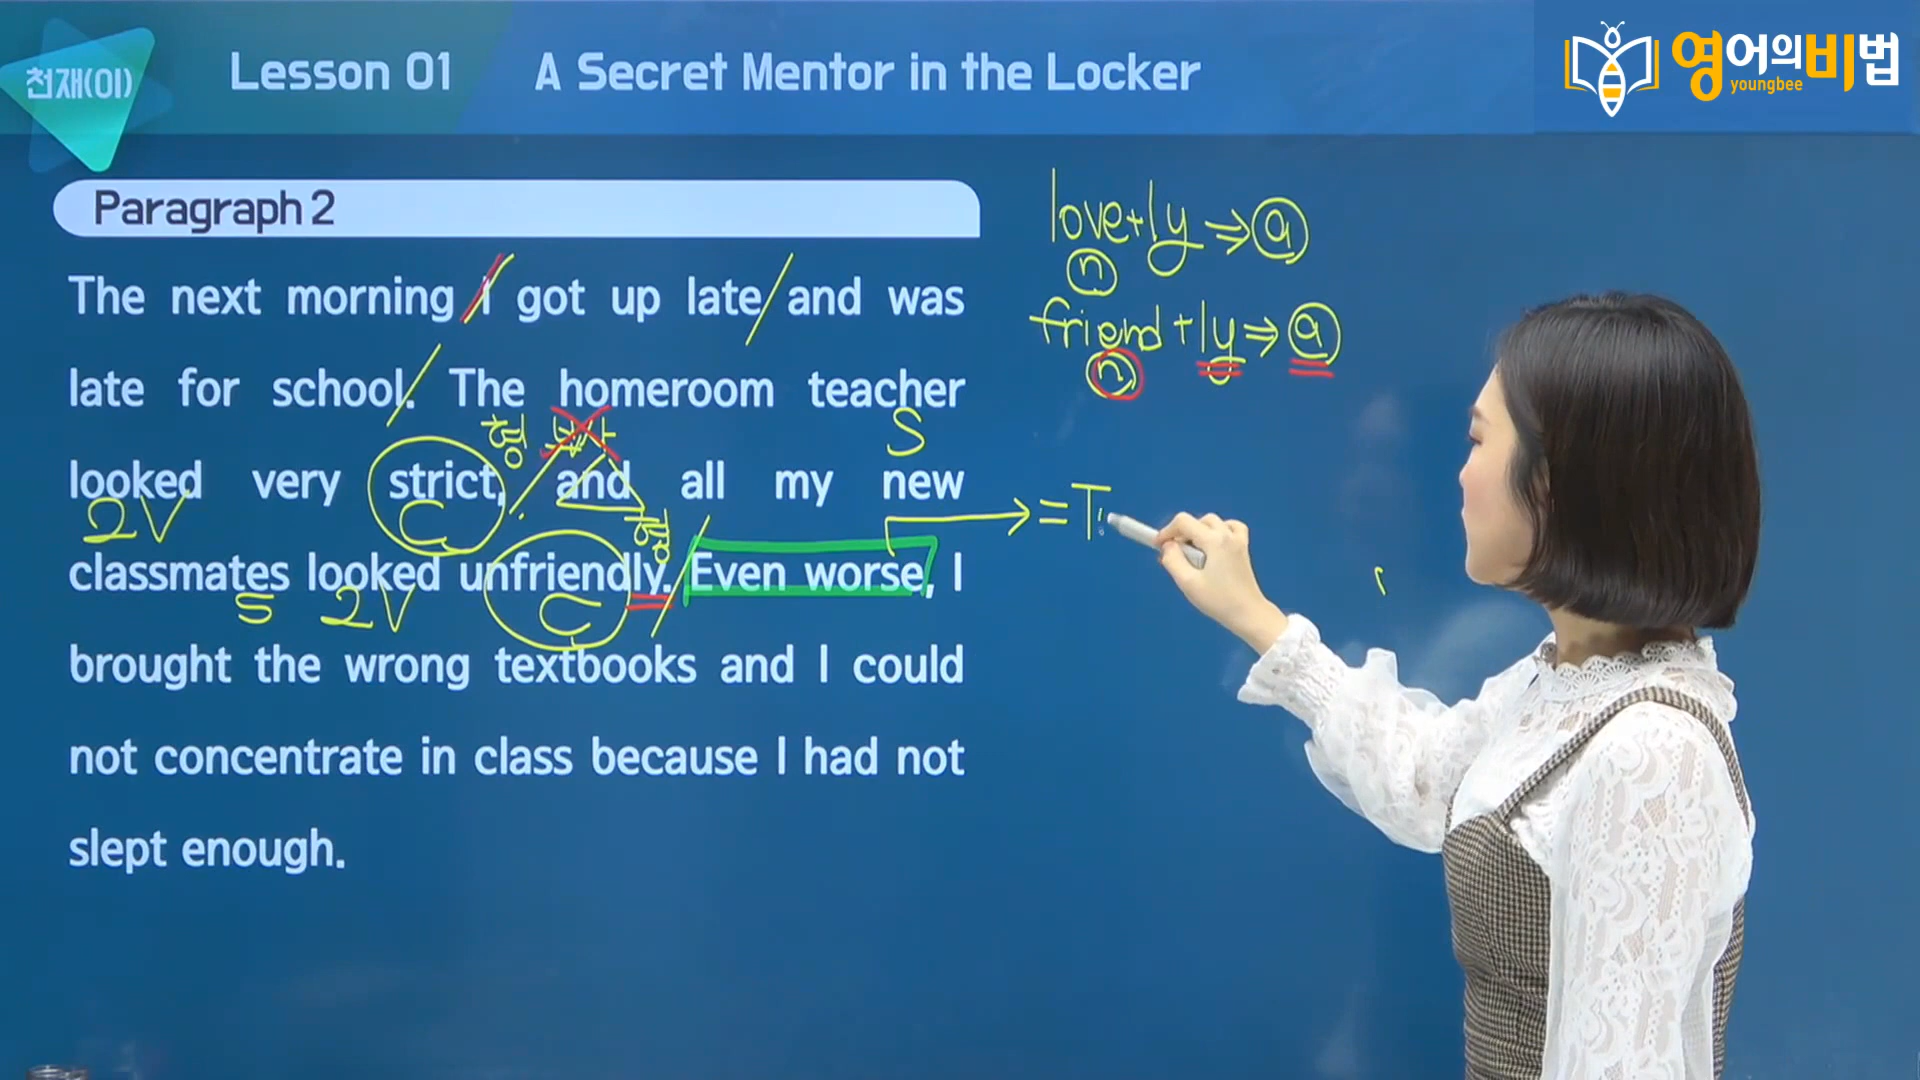 천재(이)
Lesson 01 A Secret Mentor in the Locker
영어의비법
youngbee
Paragraph 2
The next morning I got up late and was
late for school. The homeroom teacher
looked very strict, and all my new
classmates looked unfriendly. Even worse, I
brought the wrong textbooks and I could
not concentrate in class because I had not
slept enough.
love+ly ⇒ a
n
friend+ly ⇒ a
n
형
S
2V
C
형
S
2V
C
→ = T